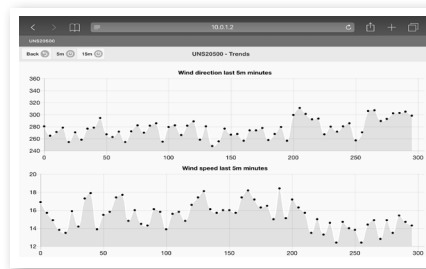 10.0.1.2
UNS20500
Back 5m 15m UNS20500 - Trends
Wind direction last 5m minutes
360
340
320
300
280
260
240
0 50 100 150 200 250 300
Wind speed last 5m minutes
20
18
16
14
12
0 50 100 150 200 250 300